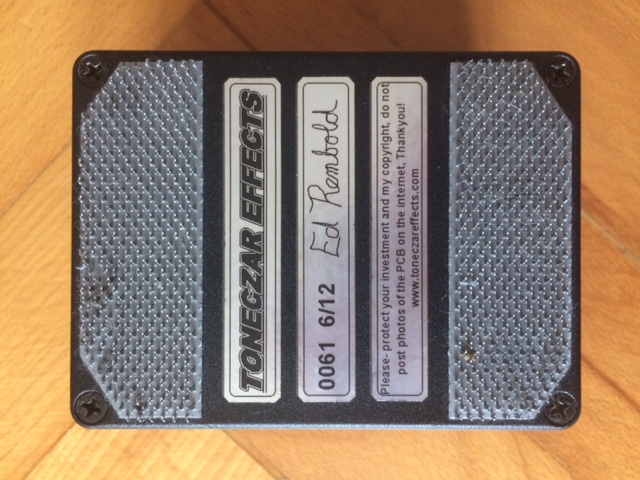 TONECZAR EFFECTS
0061 6/12 Ed Rembold
Please- protect your investment and my copyright, do not
post photos of the PCB on the internet, Thankyou!
www.toneczareffects.com